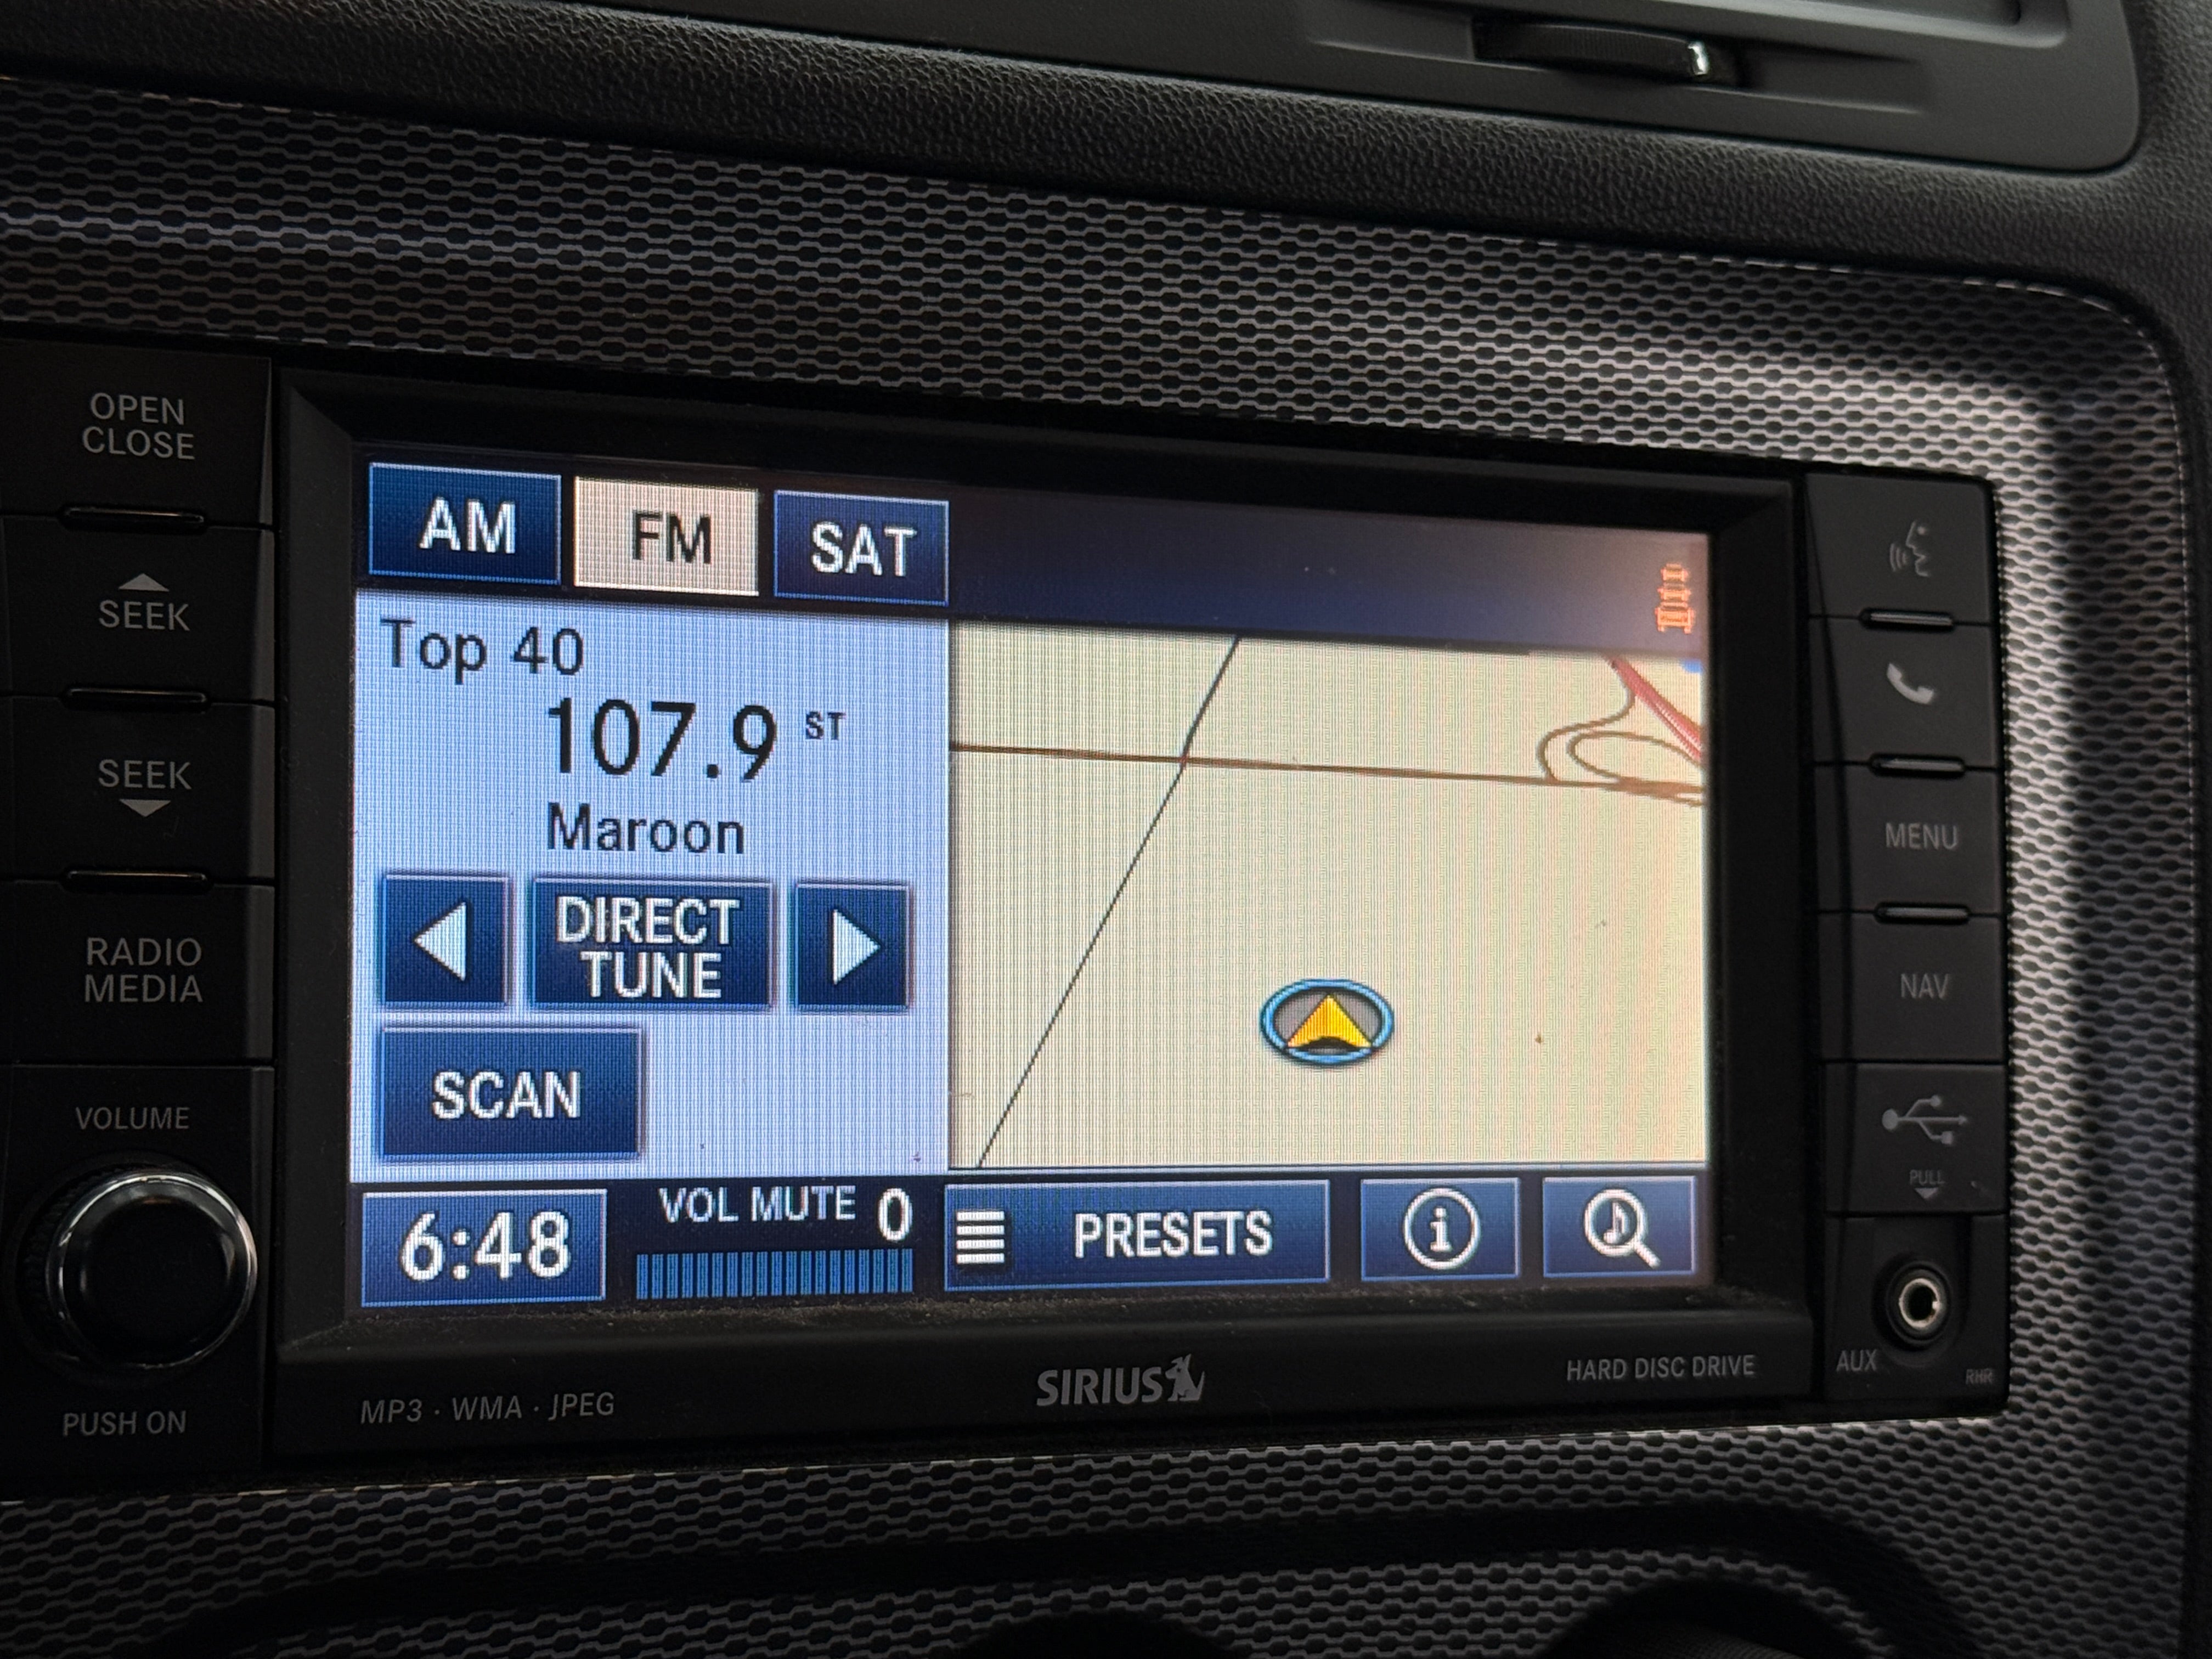 OPEN
CLOSE
SEEK
SEEK
RADIO
MEDIA
VOLUME
PUSH ON
AM FM SAT
Top 40
107.9 ST
Maroon
DIRECT
TUNE
SCAN
6:48
VOL MUTE 0
PRESETS
i
MP3 · WMA · JPEG
SIRIUS
HARD DISC DRIVE
MENU
NAV
PULL
AUX
RHR